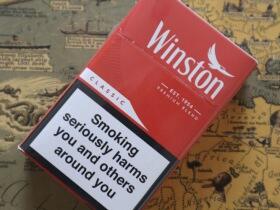 Winston
EST. 1954
PREMIUM BLEND
CLASSIC
Smoking
seriously harms
you and others
around you